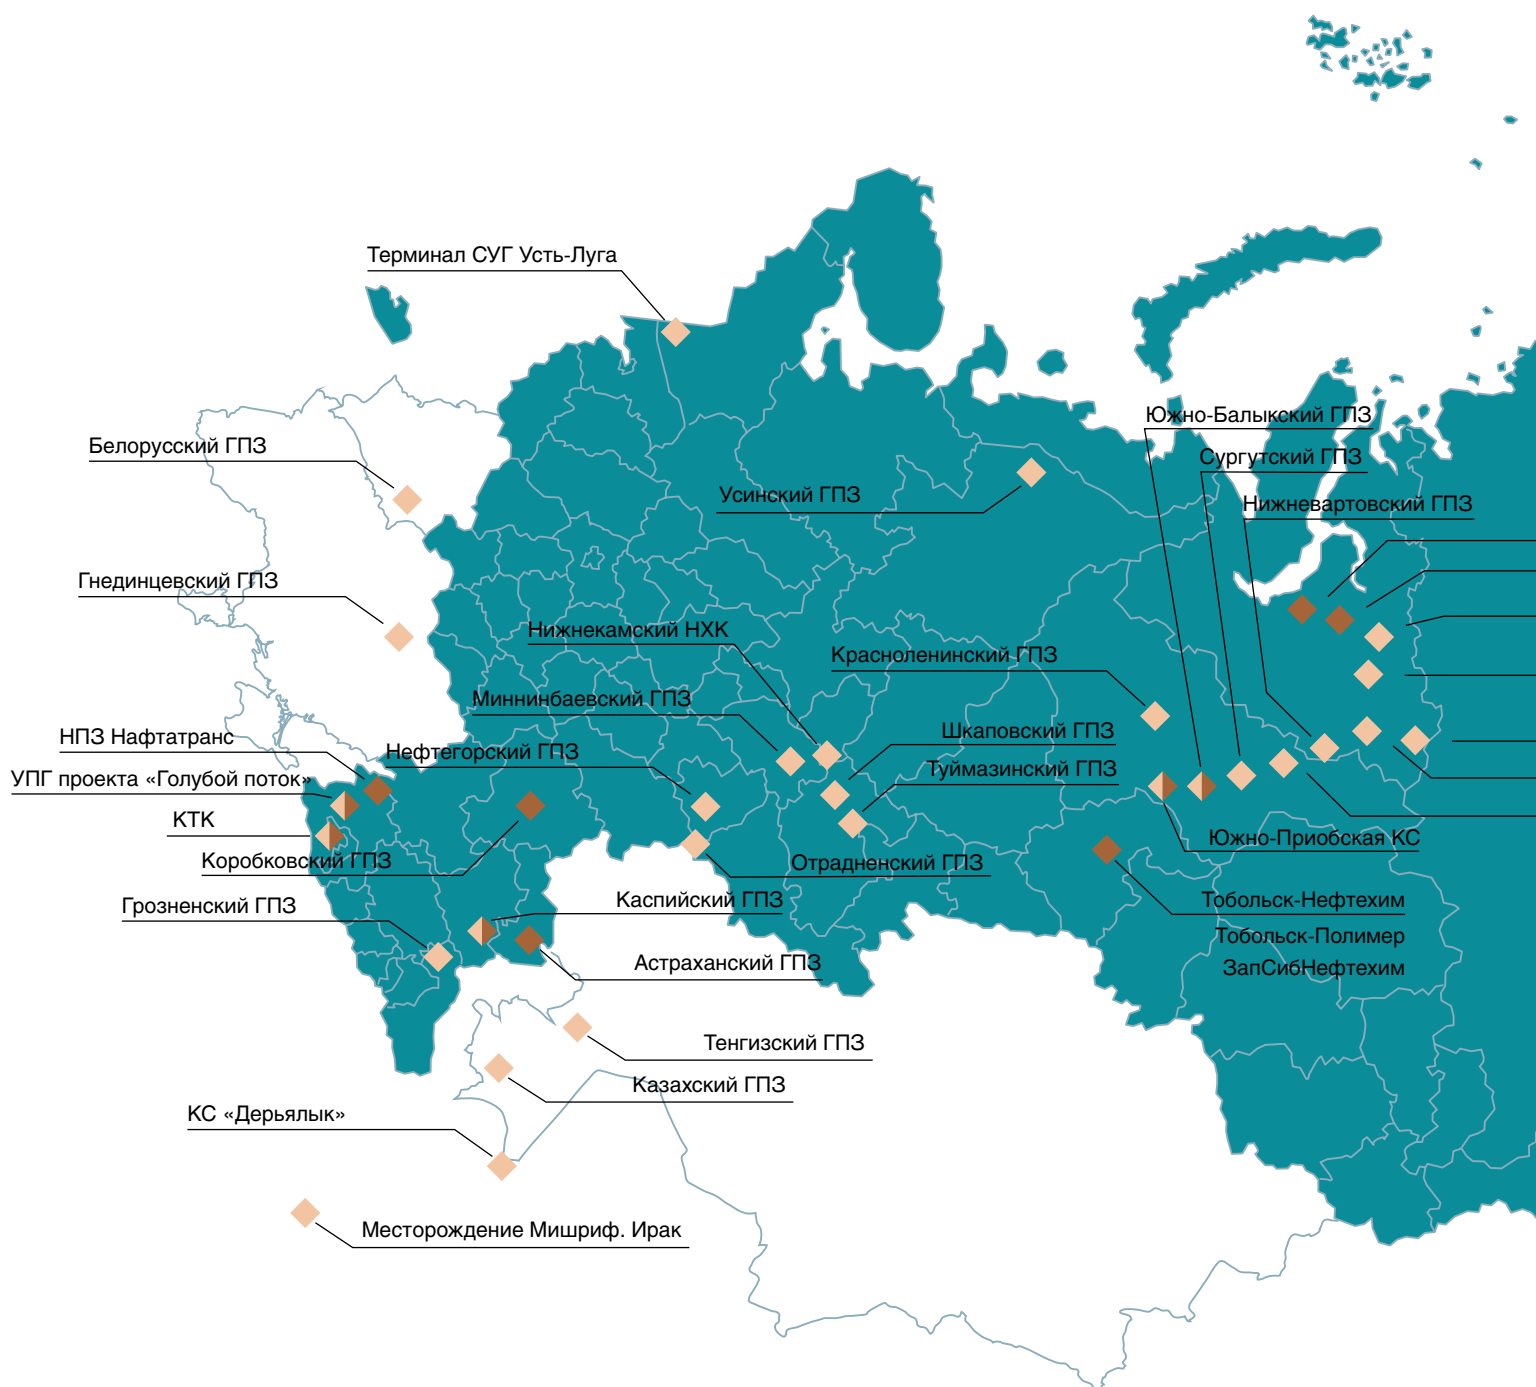 Терминал СУГ Усть-Луга
Южно-Балыкский ГПЗ
Белорусский ГПЗ
Сургутский ГПЗ
Усинский ГПЗ
Нижневартовский ГПЗ
Гнединцевский ГПЗ
Нижнекамский НХК
Красноленинский ГПЗ
Миннинбаевский ГПЗ
НПЗ Нафтатранс
Нефтегорский ГПЗ
Шкаповский ГПЗ
УПГ проекта «Голубой поток»
Туймазинский ГПЗ
КТК
Южно-Приобская КС
Коробковский ГПЗ
Отрадненский ГПЗ
Грозненский ГПЗ
Каспийский ГПЗ
Тобольск-Нефтехим
Тобольск-Полимер
ЗапСибНефтехим
Астраханский ГПЗ
Тенгизский ГПЗ
Казахский ГПЗ
КС «Дерьялык»
Месторождение Мишриф. Ирак